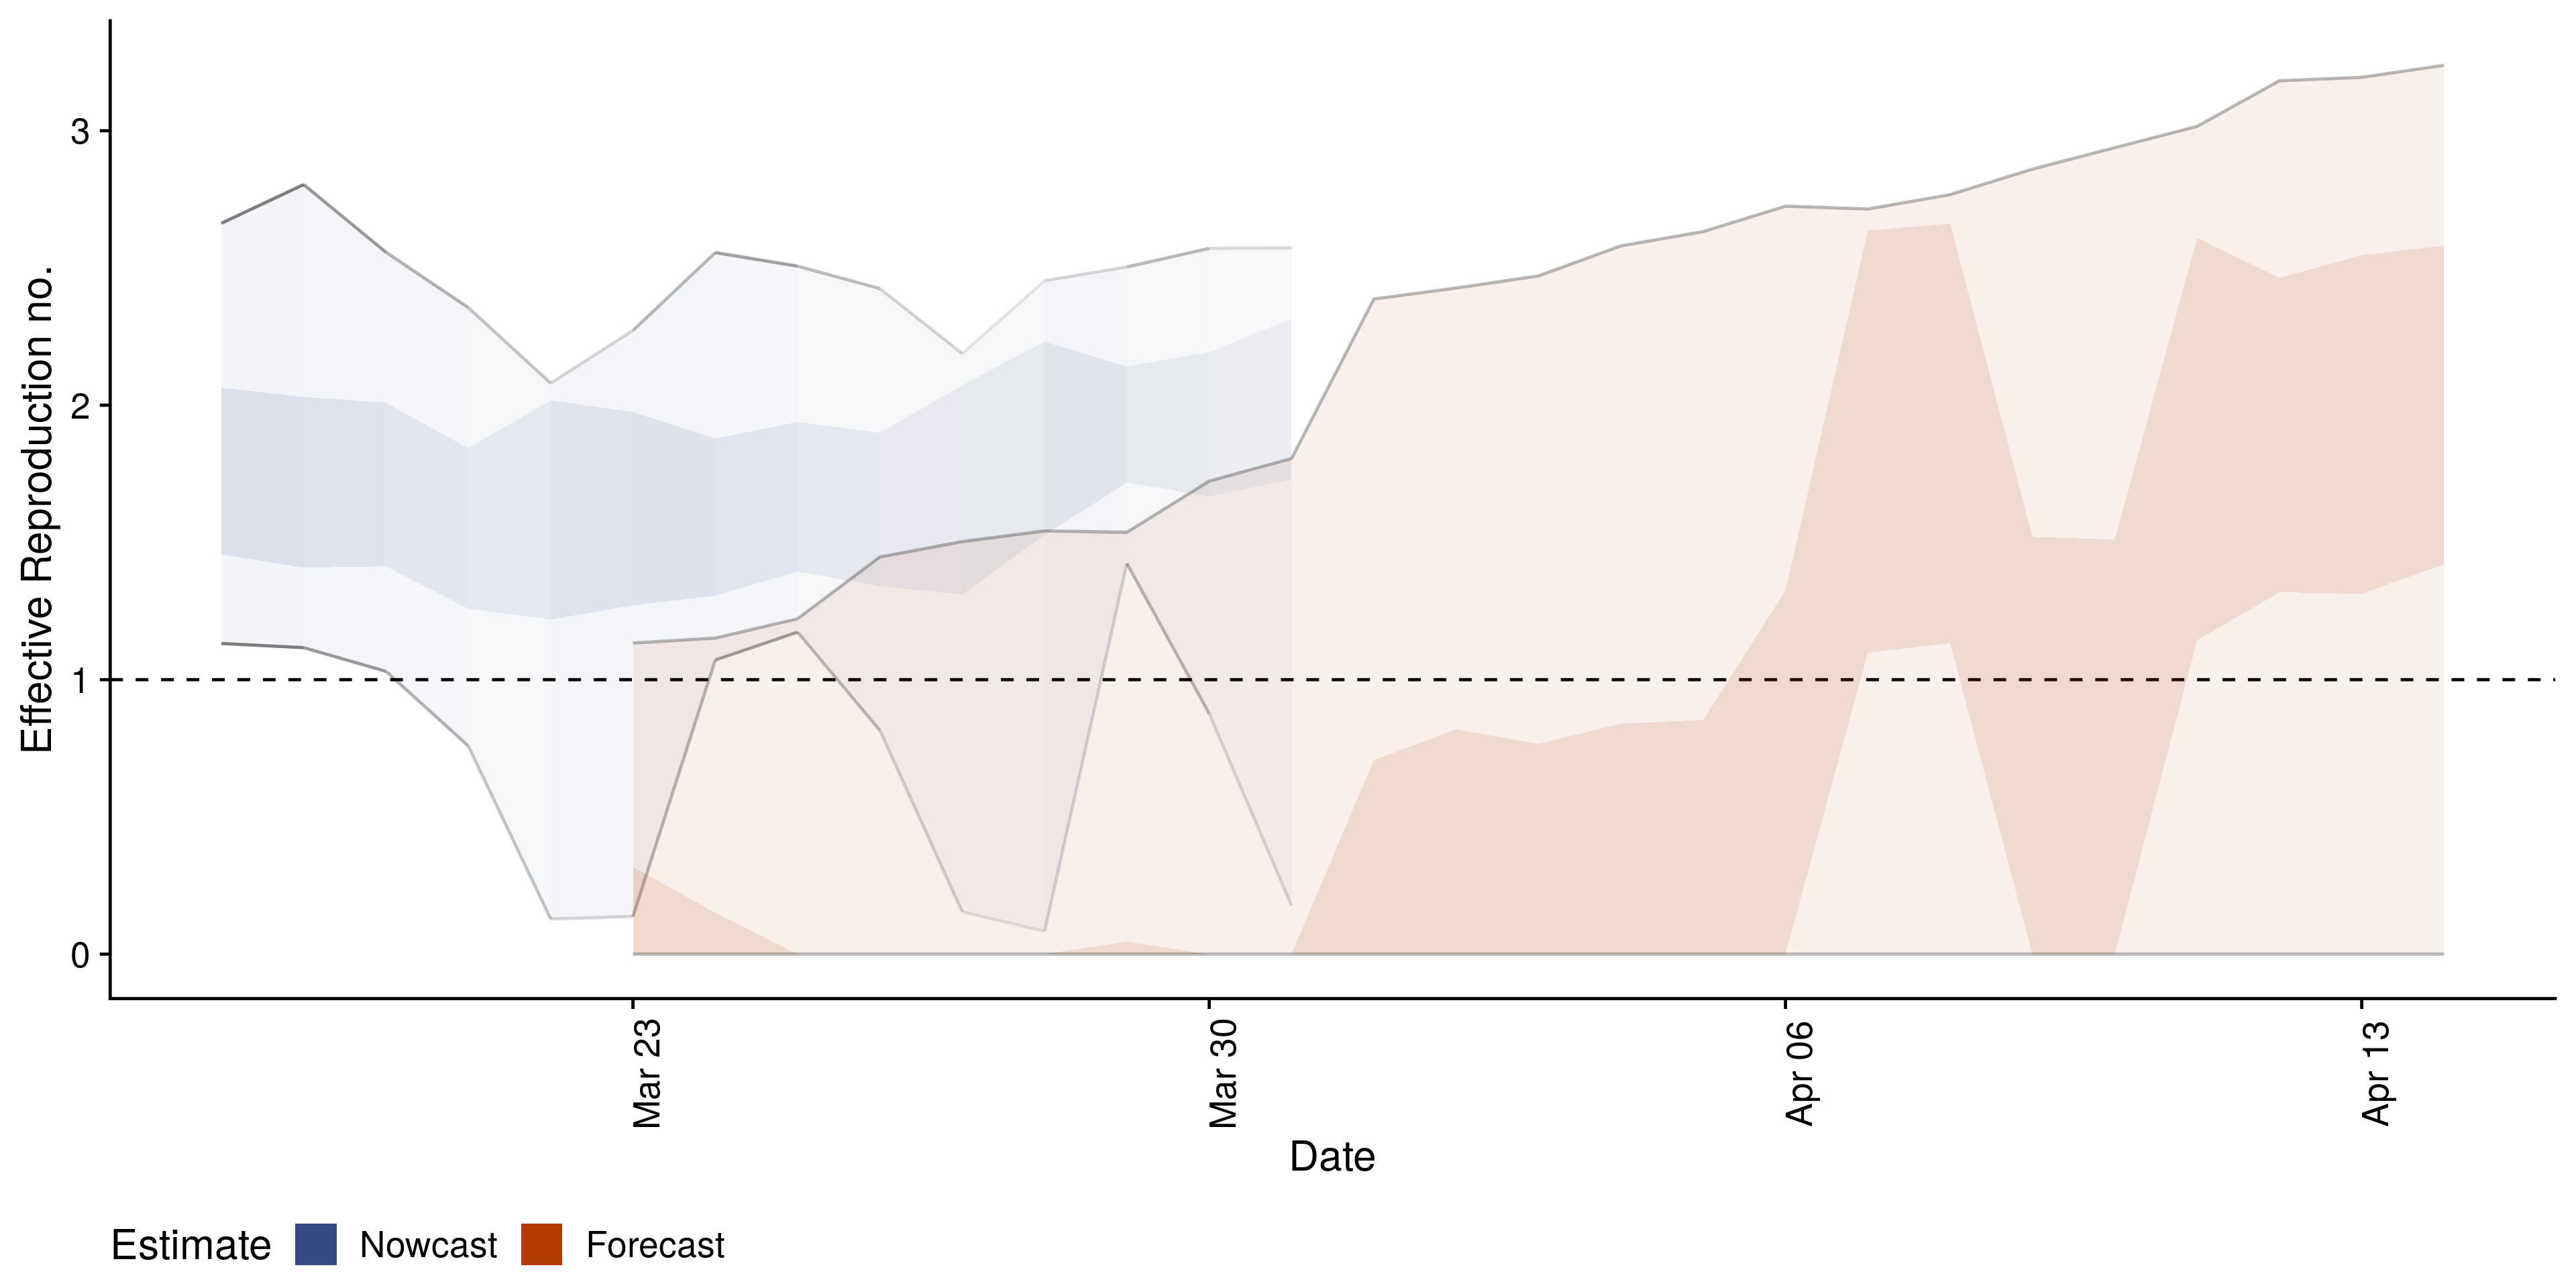 Effective Reproduction no.
3
2
1
0
Mar 23
Mar 30
Apr 06
Apr 13
Date
Estimate Nowcast Forecast